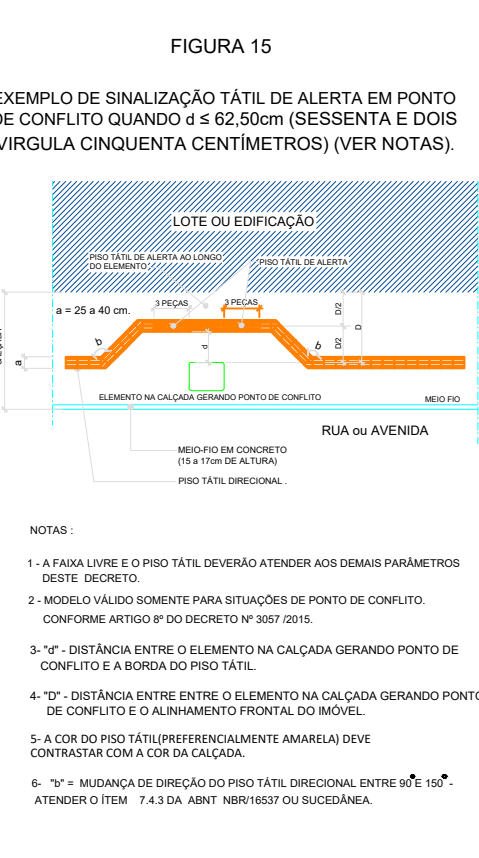 FIGURA 15
EXEMPLO DE SINALIZAÇÃO TÁTIL DE ALERTA EM PONTO
DE CONFLITO QUANDO d ≤ 62,50cm (SESSENTA E DOIS
VIRGULA CINQUENTA CENTÍMETROS) (VER NOTAS).
LOTE OU EDIFICAÇÃO
PISO TÁTIL DE ALERTA AO LONGO
DO ELEMENTO
PISO TÁTIL DE ALERTA
a = 25 a 40 cm.
3 PEÇAS
3 PEÇAS
D/2
D
D/2
b
d
b
a
ELEMENTO NA CALÇADA GERANDO PONTO DE CONFLITO
MEIO FIO
RUA ou AVENIDA
MEIO-FIO EM CONCRETO
(15 a 17cm DE ALTURA)
PISO TÁTIL DIRECIONAL .
NOTAS :
1 - A FAIXA LIVRE E O PISO TÁTIL DEVERÃO ATENDER AOS DEMAIS PARÂMETROS
DESTE DECRETO.
2 - MODELO VÁLIDO SOMENTE PARA SITUAÇÕES DE PONTO DE CONFLITO.
CONFORME ARTIGO 8º DO DECRETO Nº 3057 /2015.
3- "d" - DISTÂNCIA ENTRE O ELEMENTO NA CALÇADA GERANDO PONTO DE
CONFLITO E A BORDA DO PISO TÁTIL.
4- "D" - DISTÂNCIA ENTRE ENTRE O ELEMENTO NA CALÇADA GERANDO PONTO
DE CONFLITO E O ALINHAMENTO FRONTAL DO IMÓVEL.
5- A COR DO PISO TÁTIL(PREFERENCIALMENTE AMARELA) DEVE
CONTRASTAR COM A COR DA CALÇADA.
6- "b" = MUDANÇA DE DIREÇÃO DO PISO TÁTIL DIRECIONAL ENTRE 90° E 150° -
ATENDER O ÍTEM 7.4.3 DA ABNT NBR/16537 OU SUCEDÂNEA.